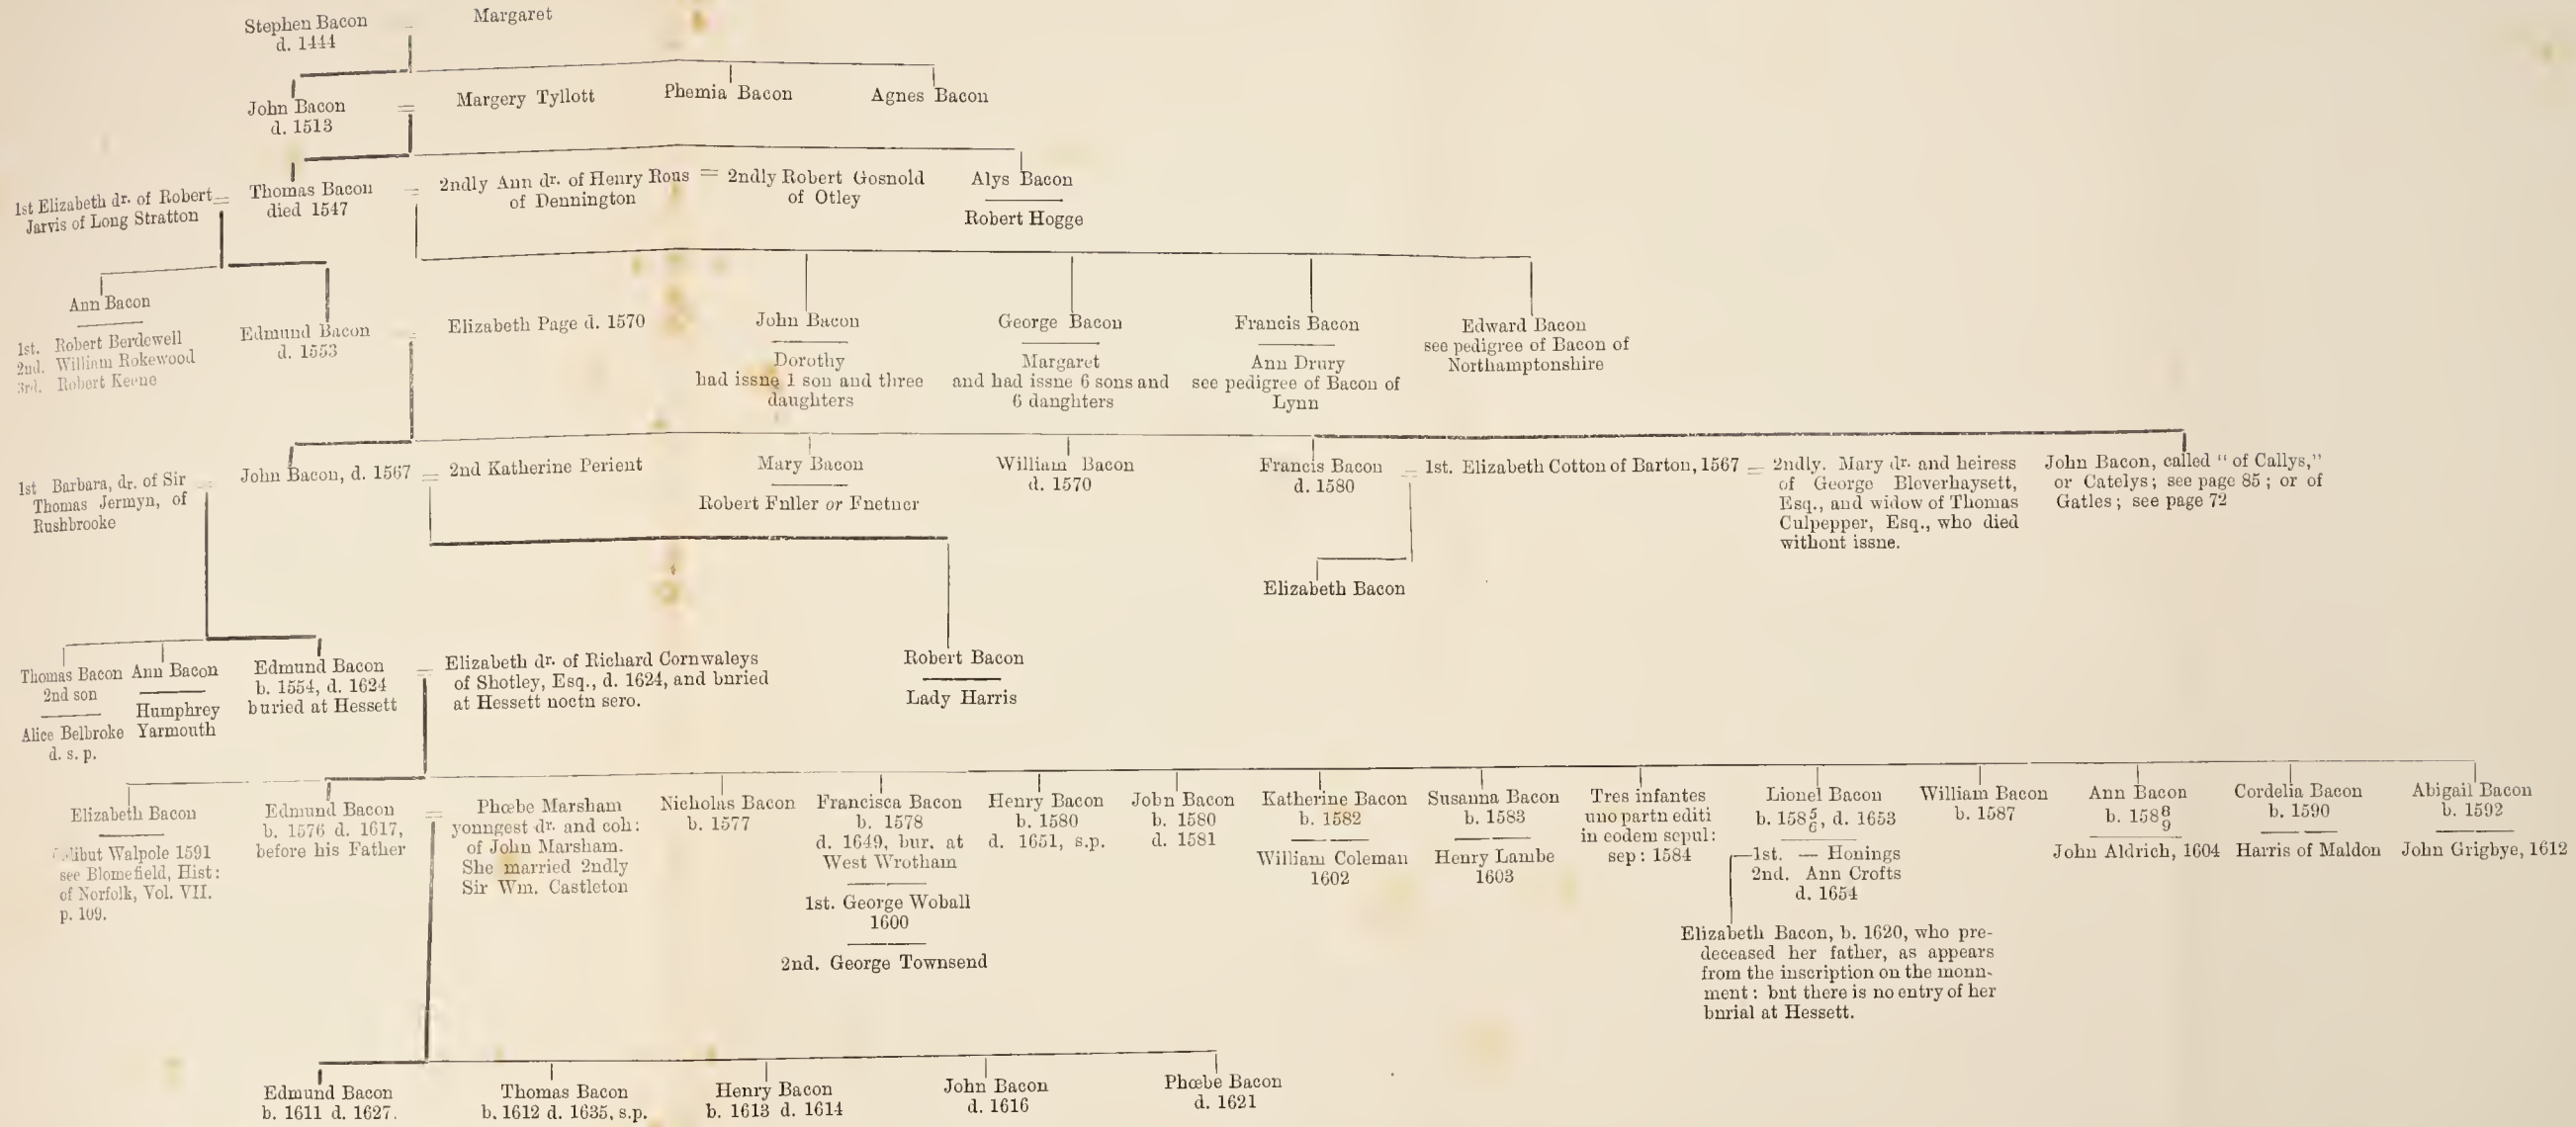 Stephen Bacon
d. 1444
Margaret
John Bacon
d. 1513
=
Margery Tyllott
Phemia Bacon
Agnes Bacon
1st Elizabeth dr. of Robert
Jarvis of Long Stratton
=
Thomas Bacon
died 1547
=
2ndly Ann dr. of Henry Rous
of Dennington
=
2ndly Robert Gosnold
of Otley
Alys Bacon
Robert Hogge
Ann Bacon
1st. Robert Berdewell
2nd. William Rokewood
3rd. Robert Keene
Edmund Bacon
d. 1553
=
Elizabeth Page d. 1570
John Bacon
Dorothy
had issue 1 son and three
daughters
George Bacon
Margaret
and had issue 6 sons and
6 daughters
Francis Bacon
Ann Drury
see pedigree of Bacon of
Lynn
Edward Bacon
see pedigree of Bacon of
Northamptonshire
1st Barbara, dr. of Sir
Thomas Jermyn, of
Rushbrooke
=
John Bacon, d. 1567
=
2nd Katherine Perient
Mary Bacon
Robert Fuller or Fuetuer
William Bacon
d. 1570
Francis Bacon
d. 1580
=
1st. Elizabeth Cotton of Barton, 1567
=
2ndly. Mary dr. and heiress
of George Bleverhaysett,
Esq., and widow of Thomas
Culpepper, Esq., who died
without issue.
John Bacon, called “of Callys,”
or Catelys; see page 85; or of
Gatles; see page 72
Elizabeth Bacon
Thomas Bacon
2nd son
Alice Belbroke
d. s. p.
Ann Bacon
Humphrey
Yarmouth
Edmund Bacon
b. 1554, d. 1624
buried at Hessett
=
Elizabeth dr. of Richard Cornwaleys
of Shotley, Esq., d. 1624, and buried
at Hessett noctu sero.
Robert Bacon
Lady Harris
Elizabeth Bacon
Walpole 1591
see Blomefield, Hist:
of Norfolk, Vol. VII.
p. 109.
Edmund Bacon
b. 1576 d. 1617,
before his Father
=
Phœbe Marsham
youngest dr. and coh:
of John Marsham.
She married 2ndly
Sir Wm. Castleton
Nicholas Bacon
b. 1577
Francisca Bacon
b. 1578
d. 1649, bur. at
West Wrotham
1st. George Woball
1600
2nd. George Townsend
Henry Bacon
b. 1580
d. 1651, s.p.
John Bacon
b. 1580
d. 1581
Katherine Bacon
b. 1582
William Coleman
1602
Susanna Bacon
b. 1583
Henry Lambe
1603
Tres infantes
uno partu editi
in eodem sepul:
sep: 1584
Lionel Bacon
b. 158 5/6, d. 1653
1st. — Honings
2nd. Ann Crofts
d. 1654
Elizabeth Bacon, b. 1620, who pre-
deceased her father, as appears
from the inscription on the monu-
ment: but there is no entry of her
burial at Hessett.
William Bacon
b. 1587
Ann Bacon
b. 158 8/9
John Aldrich, 1604
Cordelia Bacon
b. 1590
Harris of Maldon
Abigail Bacon
b. 1592
John Grigbye, 1612
Edmund Bacon
b. 1611 d. 1627.
Thomas Bacon
b. 1612 d. 1635, s.p.
Henry Bacon
b. 1613 d. 1614
John Bacon
d. 1616
Phœbe Bacon
d. 1621